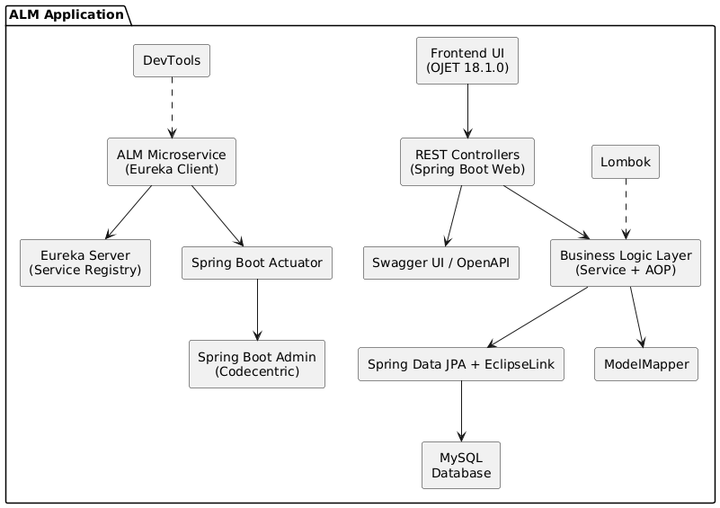 ALM Application
DevTools
Frontend UI
(OJET 18.1.0)
ALM Microservice
(Eureka Client)
REST Controllers
(Spring Boot Web)
Lombok
Eureka Server
(Service Registry)
Spring Boot Actuator
Swagger UI / OpenAPI
Business Logic Layer
(Service + AOP)
Spring Boot Admin
(Codecentric)
Spring Data JPA + EclipseLink
ModelMapper
MySQL
Database